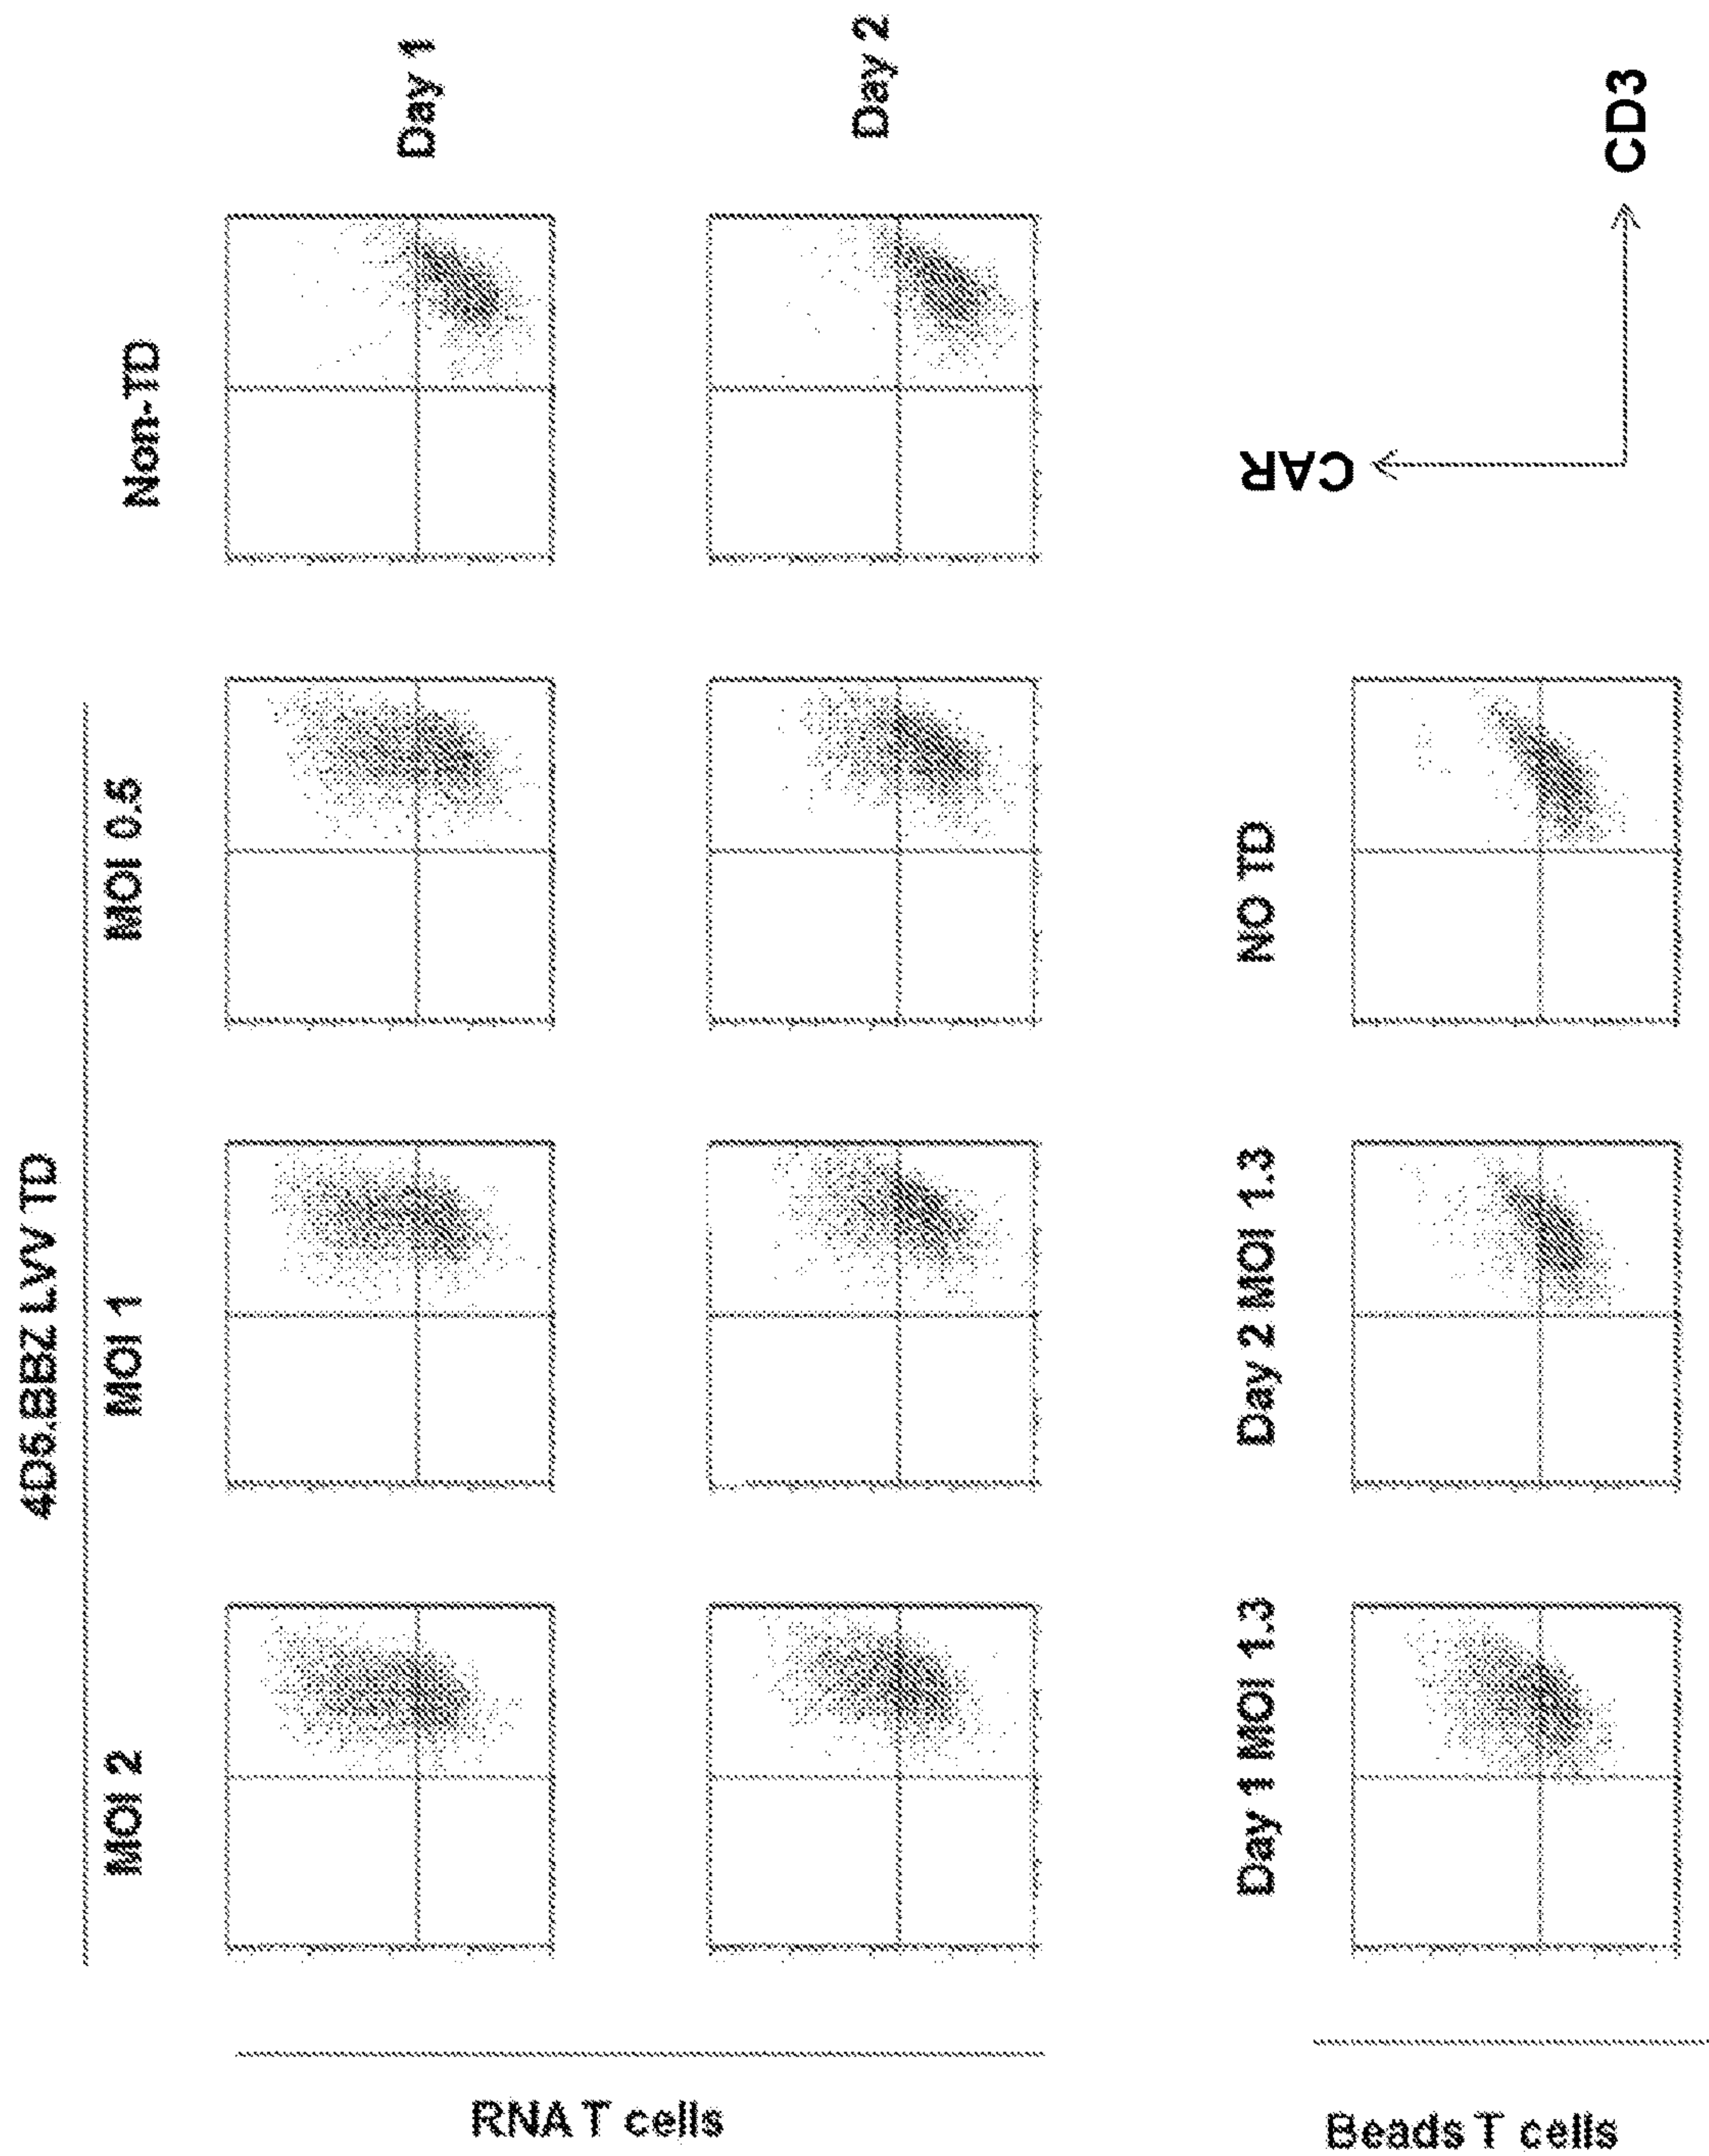 4D5.BBZ LVV TD
MOI 2
MOI 1
MOI 0.5
Non-TD
Day 1
Day 2
RNA T cells
Day 1 MOI 1.3
Day 2 MOI 1.3
NO TD
Beads T cells
CAR
CD3